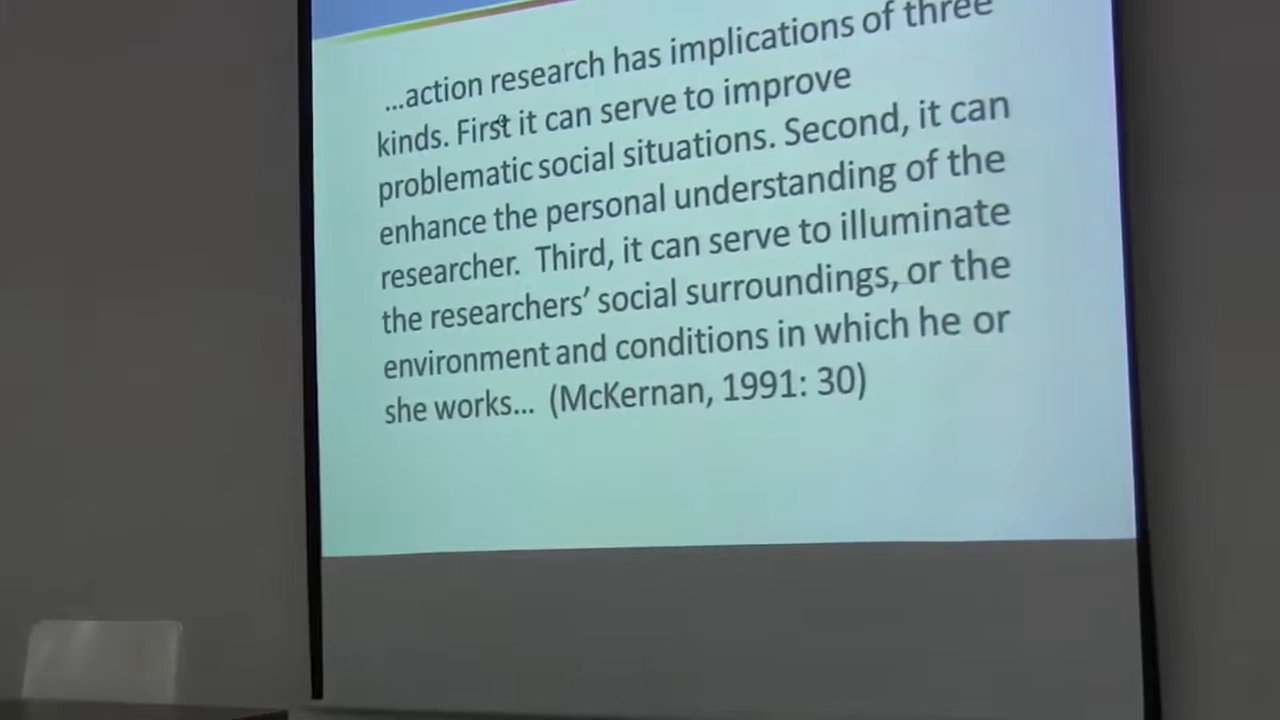 ...action research has implications of three
kinds. First it can serve to improve
problematic social situations. Second, it can
enhance the personal understanding of the
researcher.  Third, it can serve to illuminate
the researchers’ social surroundings, or the
environment and conditions in which he or
she works...  (McKernan, 1991: 30)